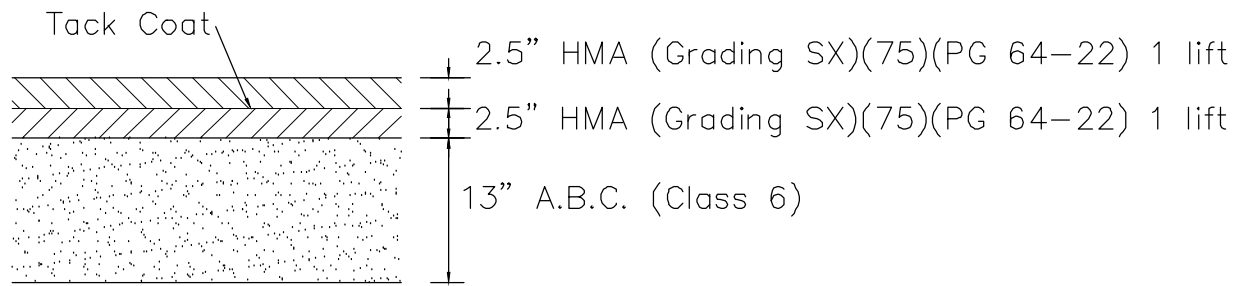 Tack Coat
2.5" HMA (Grading SX)(75)(PG 64-22) 1 lift
2.5" HMA (Grading SX)(75)(PG 64-22) 1 lift
13" A.B.C. (Class 6)